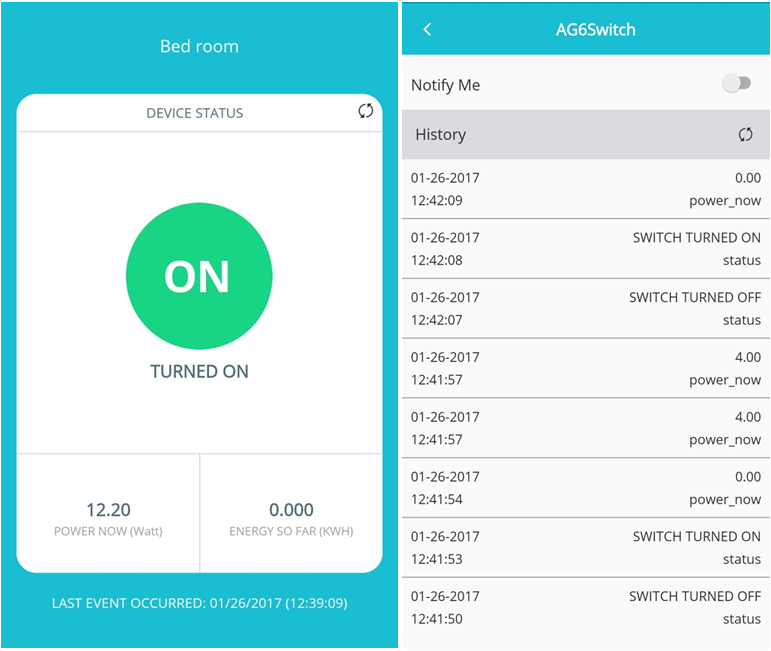 Bed room
DEVICE STATUS
ON
TURNED ON
12.20
POWER NOW (Watt)
0.000
ENERGY SO FAR (KWH)
LAST EVENT OCCURRED: 01/26/2017 (12:39:09)
AG6Switch
Notify Me
History
01-26-2017 0.00
12:42:09 power_now
01-26-2017 SWITCH TURNED ON
12:42:08 status
01-26-2017 SWITCH TURNED OFF
12:42:07 status
01-26-2017 4.00
12:41:57 power_now
01-26-2017 4.00
12:41:57 power_now
01-26-2017 0.00
12:41:54 power_now
01-26-2017 SWITCH TURNED ON
12:41:53 status
01-26-2017 SWITCH TURNED OFF
12:41:50 status